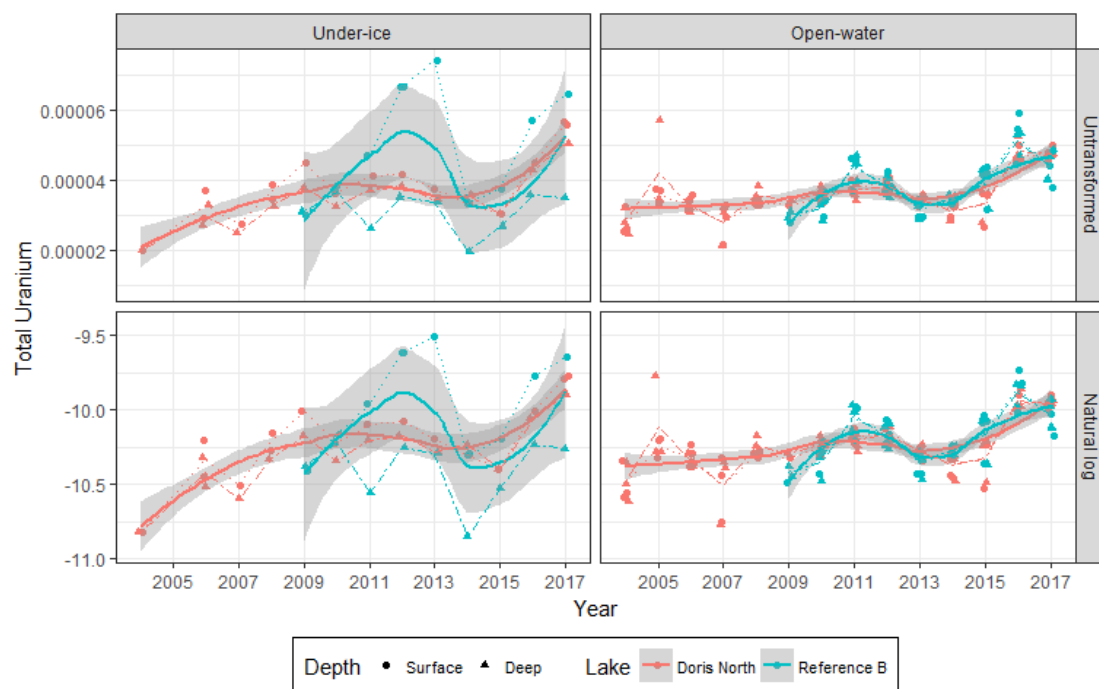 Under-ice Open-water
Total Uranium
0.00006
0.00004
0.00002
Untransformed
-9.5
-10.0
-10.5
-11.0
Natural log
2005 2007 2009 2011 2013 2015 2017 2005 2007 2009 2011 2013 2015 2017
Year
Depth Surface Deep Lake Doris North Reference B